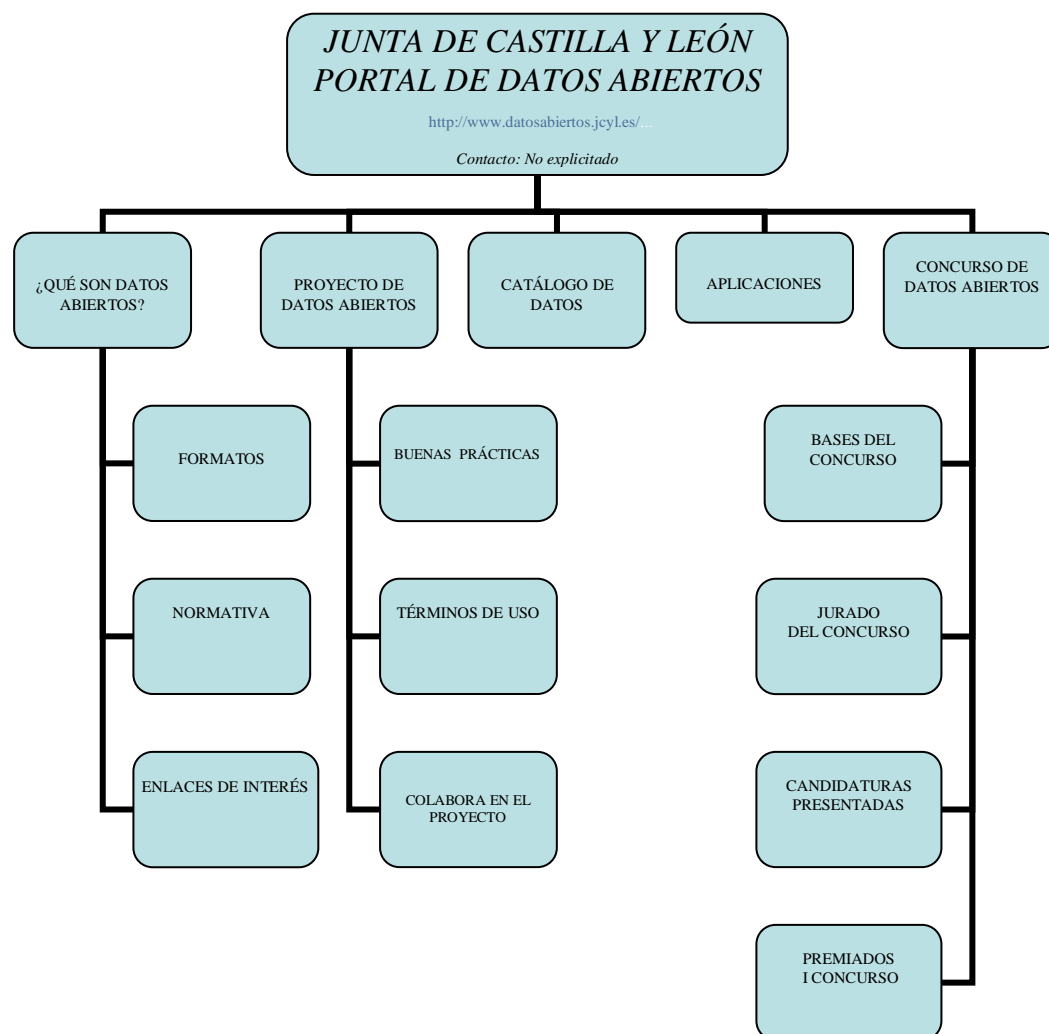 JUNTA DE CASTILLA Y LEÓN
PORTAL DE DATOS ABIERTOS
http://www.datosabiertos.jcyl.es/...
Contacto: No explicitado
¿QUÉ SON DATOS
ABIERTOS?
PROYECTO DE
DATOS ABIERTOS
CATÁLOGO DE
DATOS
APLICACIONES
CONCURSO DE
DATOS ABIERTOS
FORMATOS
BUENAS PRÁCTICAS
BASES DEL
CONCURSO
NORMATIVA
TÉRMINOS DE USO
JURADO
DEL CONCURSO
ENLACES DE INTERÉS
COLABORA EN EL
PROYECTO
CANDIDATURAS
PRESENTADAS
PREMIADOS
I CONCURSO